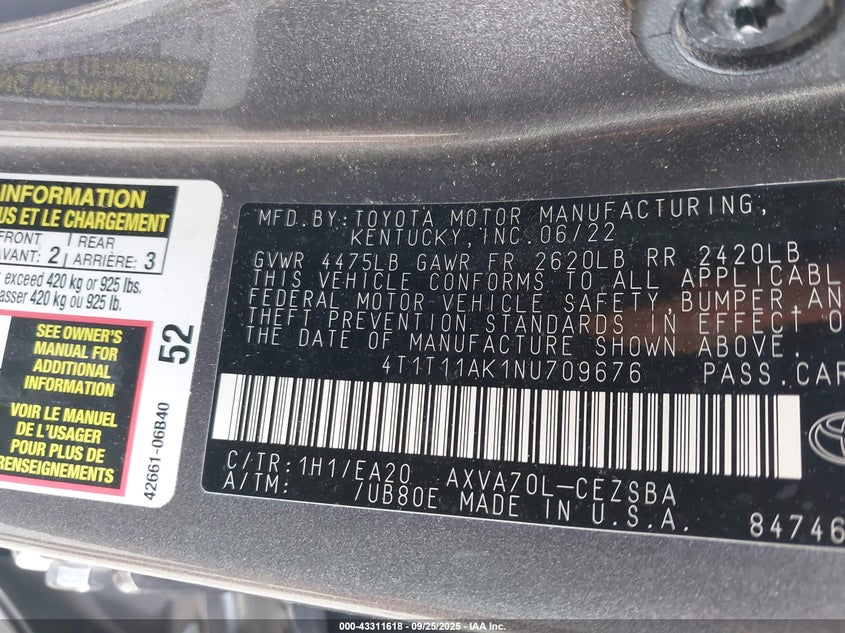 INFORMATION
US ET LE CHARGEMENT
FRONT
AVANT: 2
REAR
ARRIÈRE: 3
exceed 420 kg or 925 lbs.
passer 420 kg ou 925 lb.
SEE OWNER'S
MANUAL FOR
ADDITIONAL
INFORMATION
VOIR LE MANUEL
DE L'USAGER
POUR PLUS DE
RENSEIGNEMENTS
52
42661-06B40
MFD.BY:TOYOTA MOTOR MANUFACTURING,
KENTUCKY,INC.06/22
GVWR 4475LB GAWR FR 2620LB RR 2420LB
THIS VEHICLE CONFORMS TO ALL APPLICABL
FEDERAL MOTOR VEHICLE SAFETY,BUMPER,AN
THEFT PREVENTION STANDARDS IN EFFECT O
THE DATE OF MANUFACTURE SHOWN ABOVE.
4T1T11AK1NU709676 PASS.CAR
C/TR:1H1/EA20 AXVA70L-CEZSBA
A/TM: /UB80E MADE IN U.S.A.
84746
000-43311618 - 09/25/2025 - IAA Inc.